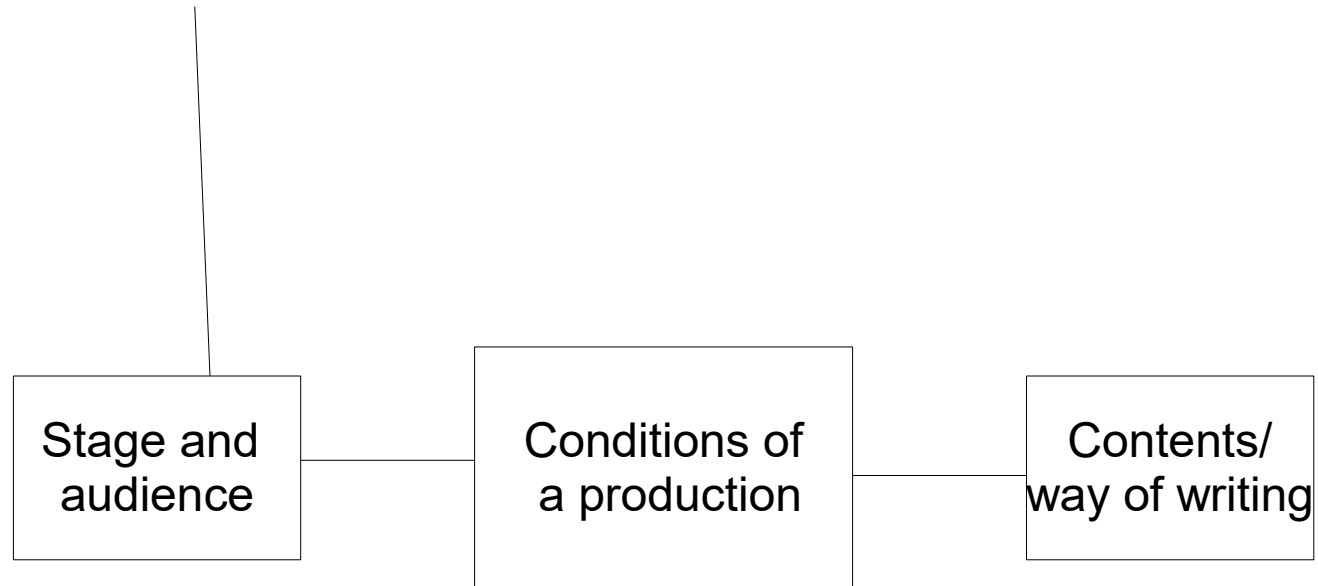 Stage and
audience
Conditions of
a production
Contents/
way of writing